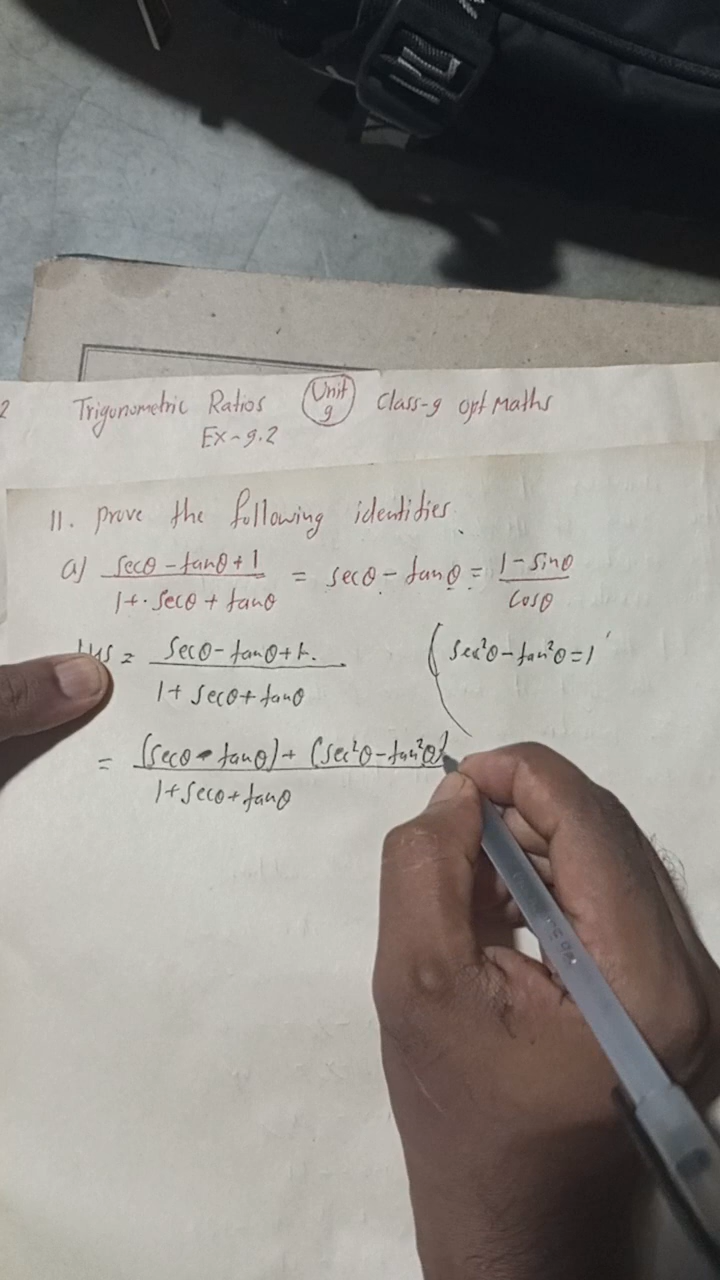 2
Trigonometric Ratios Unit 9 Class-9 Opt Maths
Ex-9.2
11. Prove the following identities.
a) (secθ - tanθ + 1)/(1 + secθ + tanθ) = secθ - tanθ = (1 - sinθ)/(cosθ)
= (secθ - tanθ + 1)/(1 + secθ + tanθ) (sec²θ - tan²θ = 1
= ((secθ - tanθ) + (sec²θ - tan²θ))/(1 + secθ + tanθ)